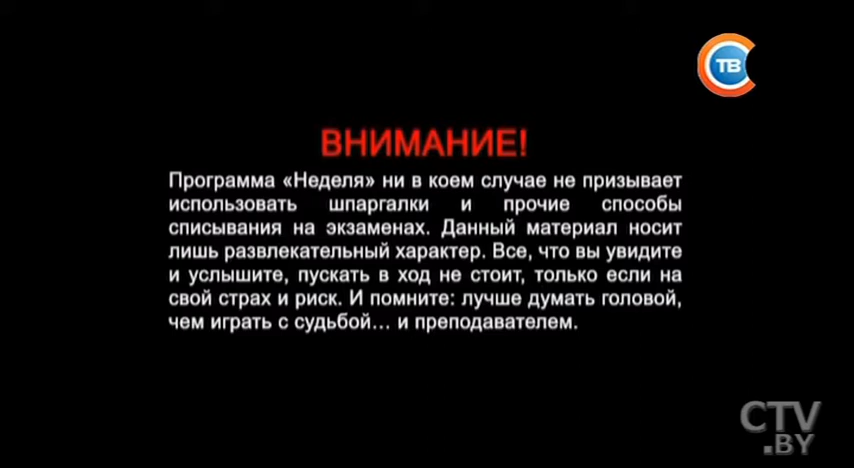 ТВ
ВНИМАНИЕ!
Программа «Неделя» ни в коем случае не призывает
использовать шпаргалки и прочие способы
списывания на экзаменах. Данный материал носит
лишь развлекательный характер. Все, что вы увидите
и услышите, пускать в ход не стоит, только если на
свой страх и риск. И помните: лучше думать головой,
чем играть с судьбой... и преподавателем.
CTV
.BY